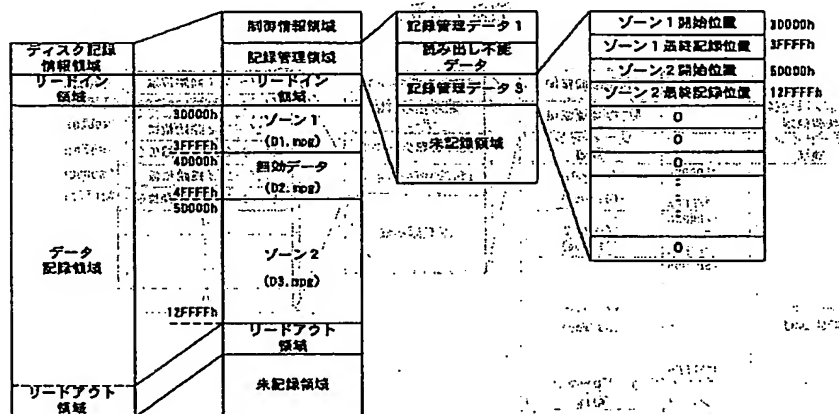 ディスク記録
情報領域
リードイン
領域
データ
記録領域
リードアウト
領域
制御情報領域
記録管理領域
リードイン
領域
30000h
ゾーン1
(D1.mpg)
3FFFFh
40000h
無効データ
(D2.mpg)
4FFFFh
50000h
ゾーン2
(D3.mpg)
12FFFFh
リードアウト
領域
未記録領域
記録管理データ1
読み出し不能
データ
記録管理データ3
未記録領域
ゾーン1開始位置 30000h
ゾーン1最終記録位置 3FFFFh
ゾーン2開始位置 50000h
ゾーン2最終記録位置 12FFFFh
0
0
0
0